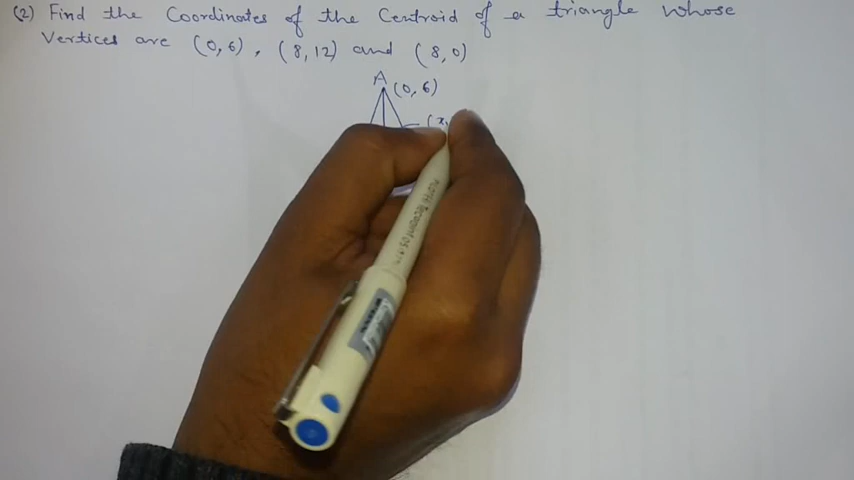 (2) Find the Coordinates of the Centroid of a triangle whose
Vertices are (0,6), (8,12) and (8,0)
A (0,6)
(x,